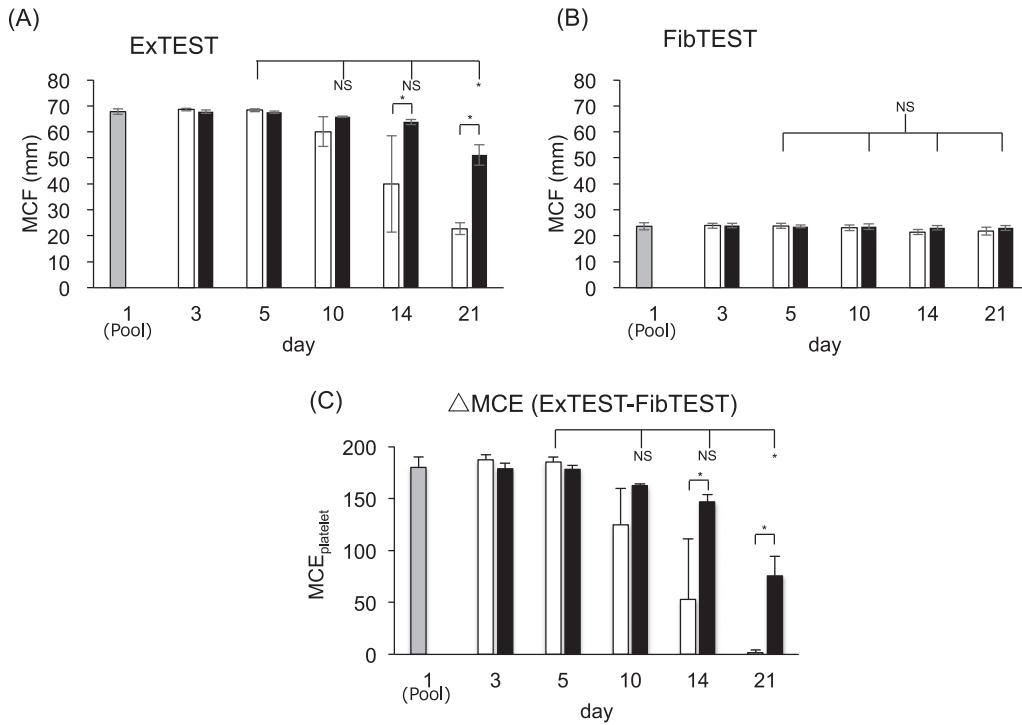 (A)
ExTEST
NS
NS
*
*
*
80
70
60
50
40
30
20
10
0
MCF (mm)
1
(Pool)
3
5
10
14
21
day
(B)
FibTEST
NS
80
70
60
50
40
30
20
10
0
MCF (mm)
1
(Pool)
3
5
10
14
21
day
(C)
△MCE (ExTEST-FibTEST)
NS
NS
*
*
*
200
150
100
50
0
MCEplatelet
1
(Pool)
3
5
10
14
21
day